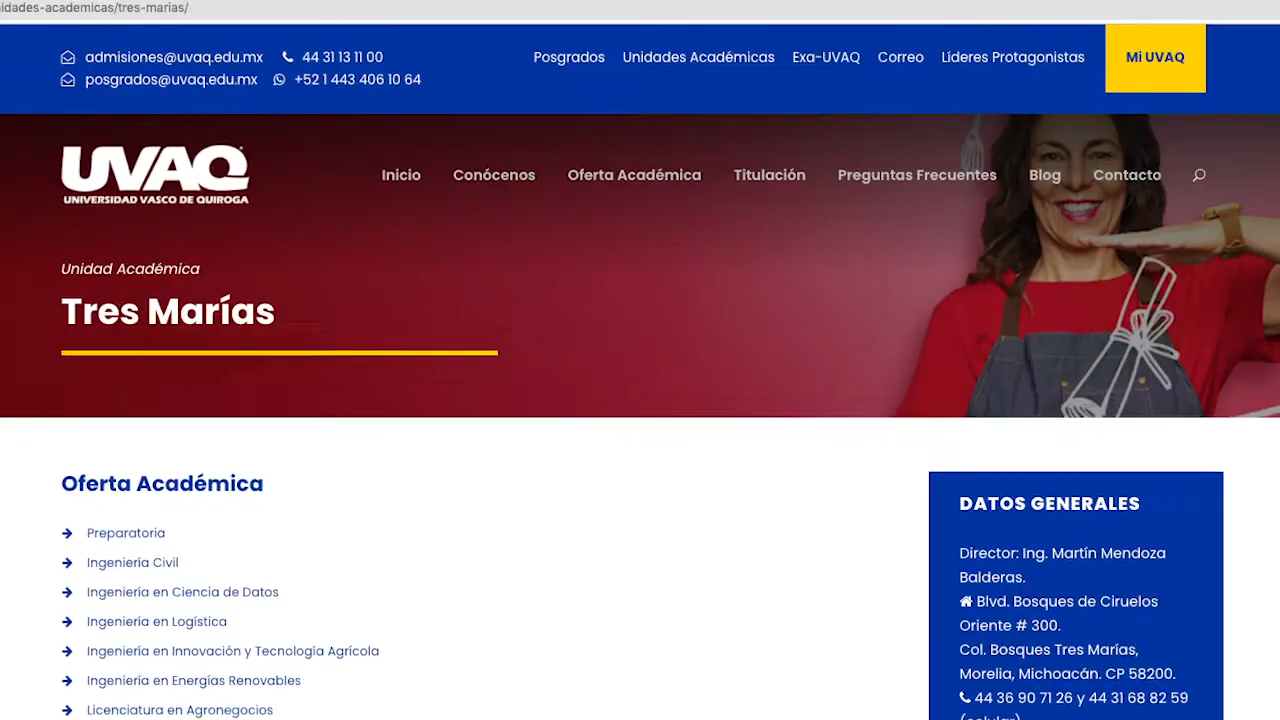 idades-academicas/tres-marias/
admisiones@uvaq.edu.mx 44 31 13 11 00
posgrados@uvaq.edu.mx +52 1 443 406 10 64
Posgrados Unidades Académicas Exa-UVAQ Correo Líderes Protagonistas Mi UVAQ
UVAQ
UNIVERSIDAD VASCO DE QUIROGA
Inicio Conócenos Oferta Académica Titulación Preguntas Frecuentes Blog Contacto
Unidad Académica
Tres Marías
Oferta Académica
Preparatoria
Ingeniería Civil
Ingeniería en Ciencia de Datos
Ingeniería en Logística
Ingeniería en Innovación y Tecnología Agrícola
Ingeniería en Energías Renovables
Licenciatura en Agronegocios
DATOS GENERALES
Director: Ing. Martín Mendoza
Balderas.
Blvd. Bosques de Ciruelos
Oriente # 300.
Col. Bosques Tres Marías,
Morelia, Michoacán. CP 58200.
44 36 90 71 26 y 44 31 68 82 59
(celular)